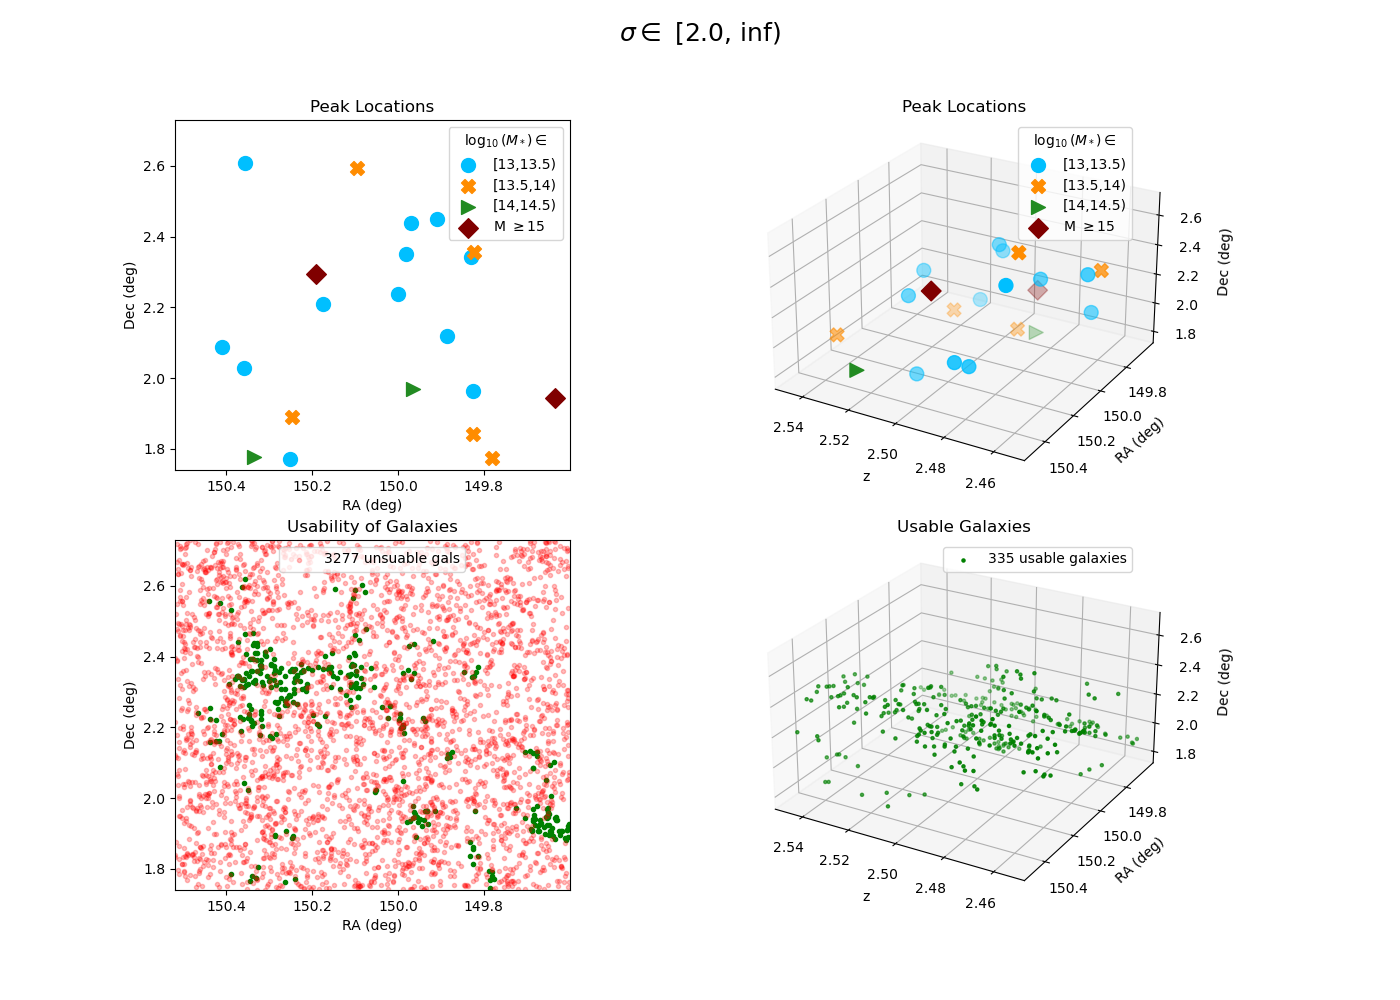 σ ∈ [2.0, inf)
Peak Locations
log₁₀(M*) ∈
[13,13.5)
[13.5,14)
[14,14.5)
M ≥15
2.6
2.4
2.2
2.0
1.8
Dec (deg)
150.4 150.2 150.0 149.8
RA (deg)
Peak Locations
log₁₀(M*) ∈
[13,13.5)
[13.5,14)
[14,14.5)
M ≥15
2.6
2.4
2.2
2.0
1.8
Dec (deg)
149.8
150.0
150.2
150.4
RA (deg)
2.54
2.52
2.50
2.48
2.46
z
Usability of Galaxies
3277 unsuable gals
2.6
2.4
2.2
2.0
1.8
Dec (deg)
150.4 150.2 150.0 149.8
RA (deg)
Usable Galaxies
335 usable galaxies
2.6
2.4
2.2
2.0
1.8
Dec (deg)
149.8
150.0
150.2
150.4
RA (deg)
2.54
2.52
2.50
2.48
2.46
z